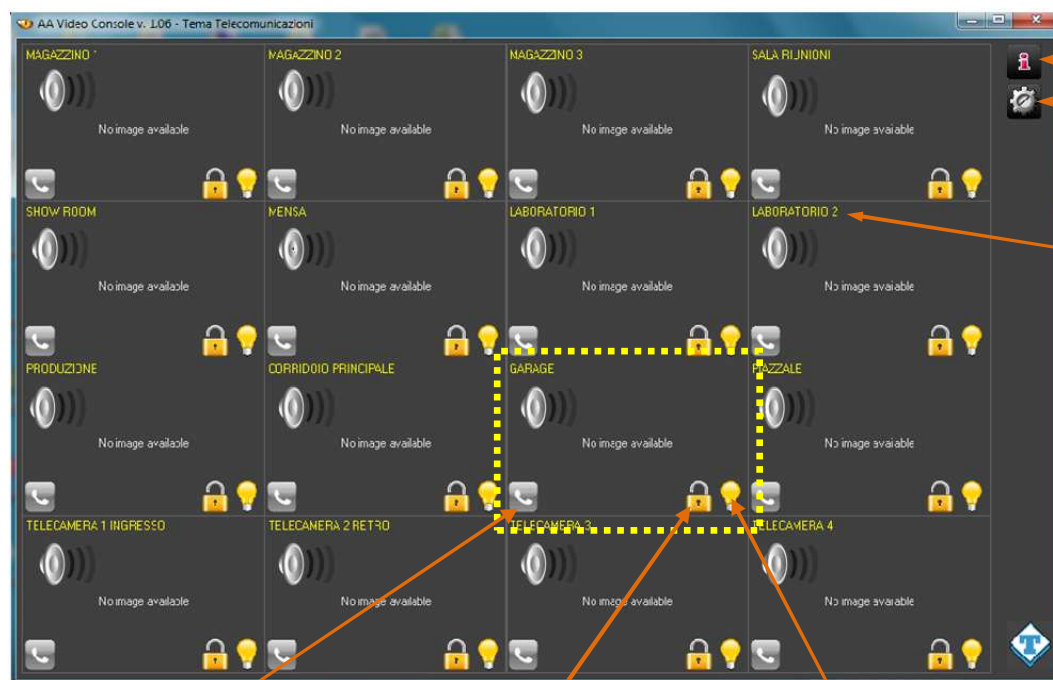 AA Video Console v. 1.06 - Tema Telecomunicazioni
MAGAZZINO 1
MAGAZZINO 2
MAGAZZINO 3
SALA RIUNIONI
No image available
No image available
No image available
No image available
SHOW ROOM
MENSA
LABORATORIO 1
LABORATORIO 2
No image available
No image available
No image available
No image available
PRODUZIONE
CORRIDOIO PRINCIPALE
GARAGE
PIAZZALE
No image available
No image available
No image available
No image available
TELECAMERA 1 INGRESSO
TELECAMERA 2 RETRO
TELECAMERA 3
TELECAMERA 4
No image available
No image available
No image available
No image available